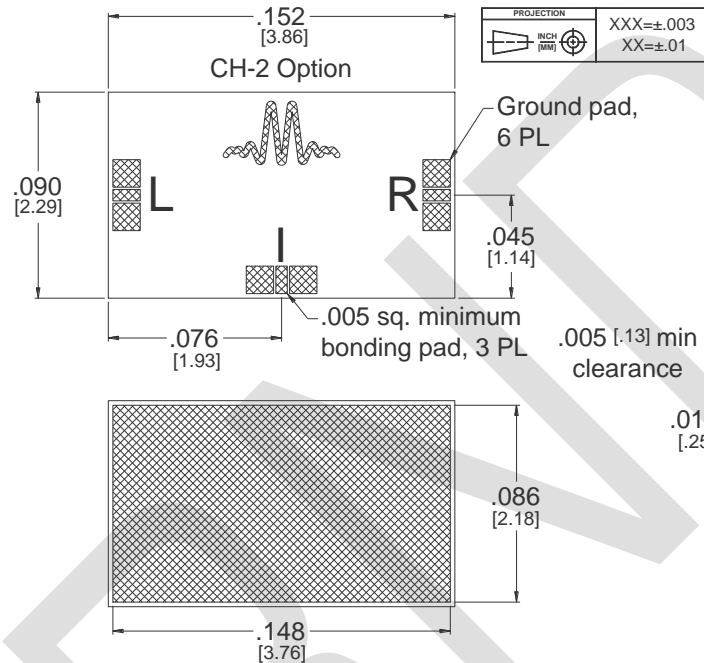 .152
[3.86]
CH-2 Option
PROJECTION
INCH
[MM]
XXX=±.003
XX=±.01
Ground pad,
6 PL
.090
[2.29]
L
R
I
.045
[1.14]
.076
[1.93]
.005 sq. minimum
bonding pad, 3 PL
.005 [.13] min
clearance
.01
[.25
.086
[2.18]
.148
[3.76]